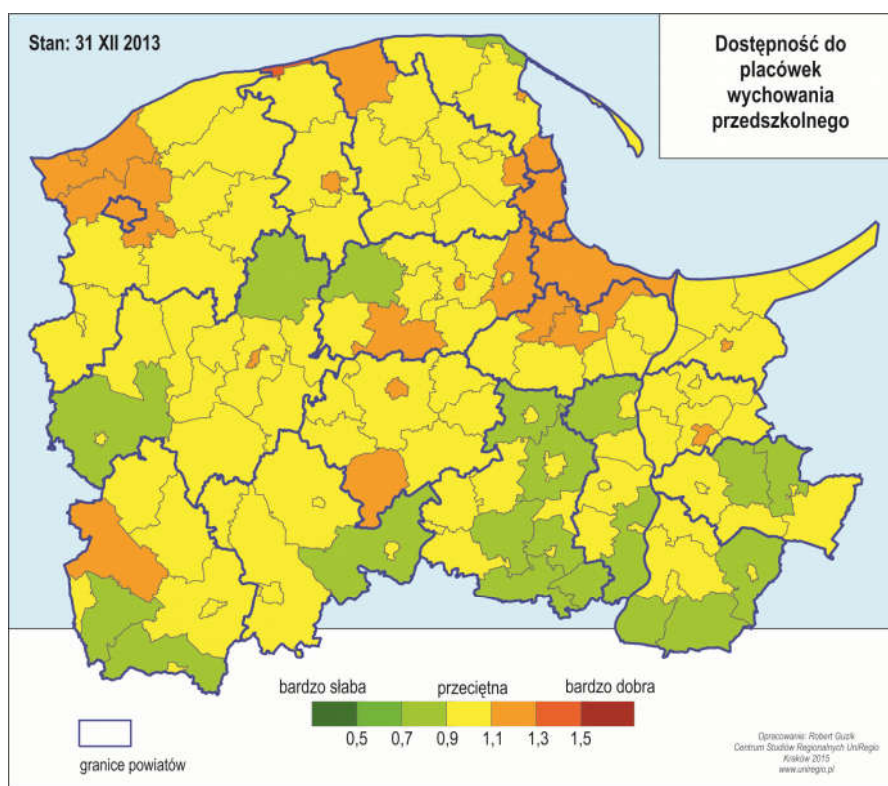 Stan: 31 XII 2013
Dostępność do
placówek
wychowania
przedszkolnego
bardzo słaba
przeciętna
bardzo dobra
0,5
0,7
0,9
1,1
1,3
1,5
granice powiatów
Opracowanie: Robert Guzik
Centrum Studiów Regionalnych UniRegio
Kraków 2015
www.uniregio.pl